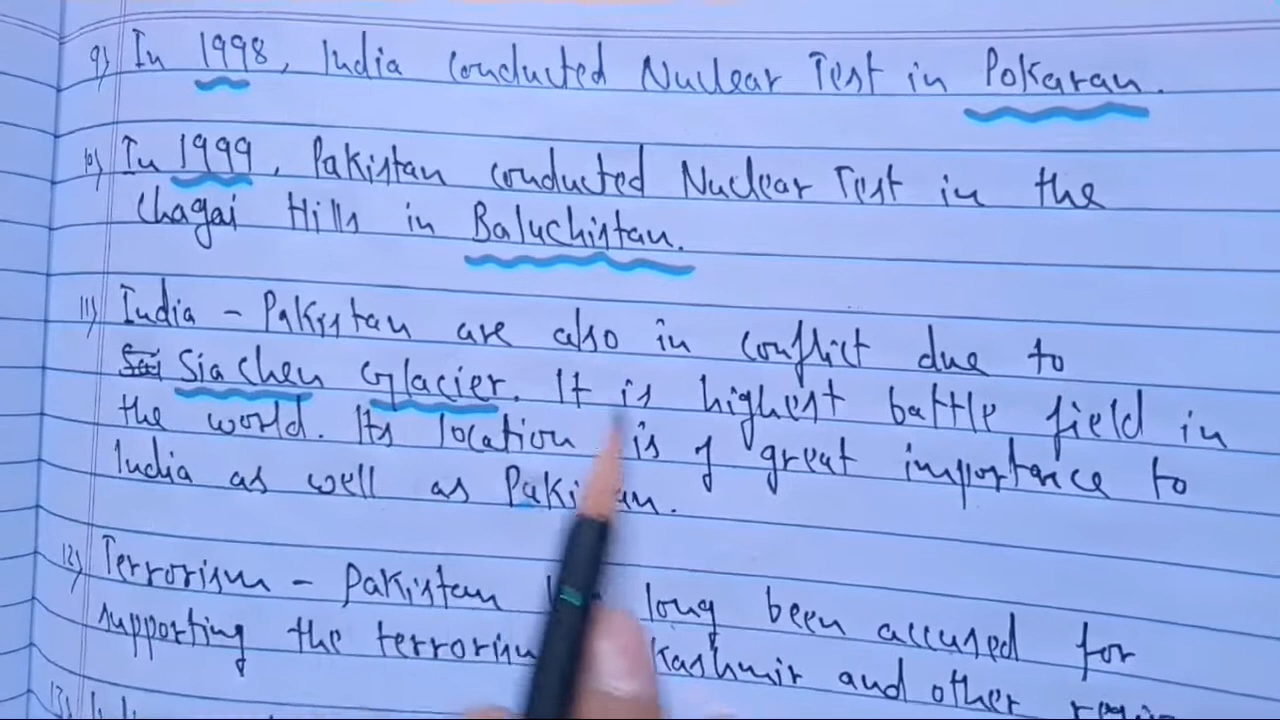 9) In 1998, India conducted Nuclear Test in Pokaran.
10) In 1999, Pakistan conducted Nuclear Test in the
Chagai Hills in Baluchistan.
11) India - Pakistan are also in conflict due to
Sai Siachen Glacier. It is highest battle field in
the world. Its location is of great importance to
India as well as Pakistan.
12) Terrorism - Pakistan long been accused for
supporting the terrorism Kashmir and other
13)